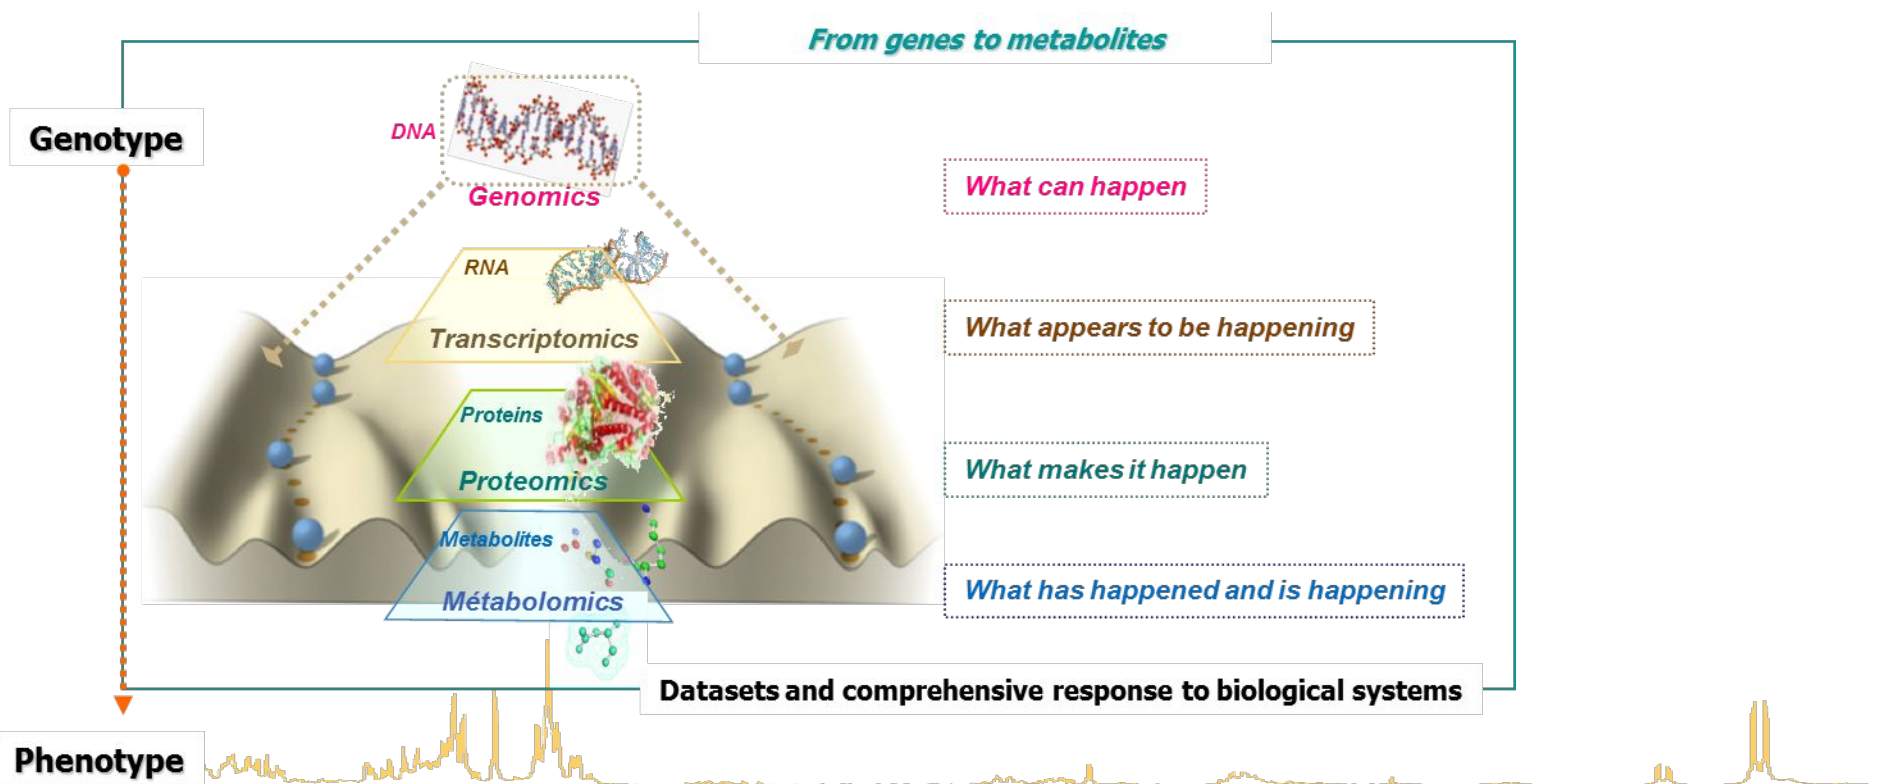 From genes to metabolites
Genotype
DNA
Genomics
What can happen
RNA
Transcriptomics
What appears to be happening
Proteins
Proteomics
What makes it happen
Metabolites
Métabolomics
What has happened and is happening
Datasets and comprehensive response to biological systems
Phenotype